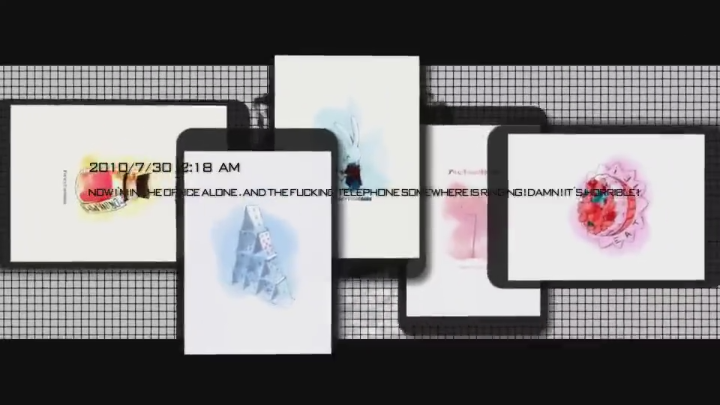 2010/7/30 2:18 AM
NOW I'M IN THE OFFICE ALONE. AND THE FUCKING TELEPHONE SOMEWHERE IS RINGING! DAMN! IT'S HORRIBLE!
EAT